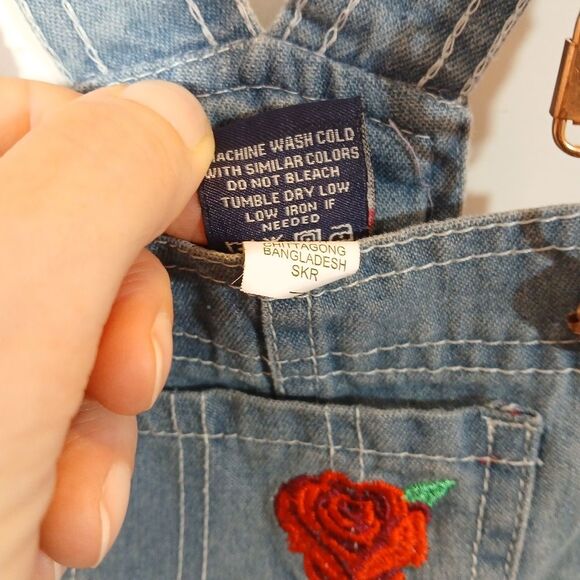 MACHINE WASH COLD
WITH SIMILAR COLORS
DO NOT BLEACH
TUMBLE DRY LOW
LOW IRON IF
NEEDED
CHITTAGONG
BANGLADESH
SKR